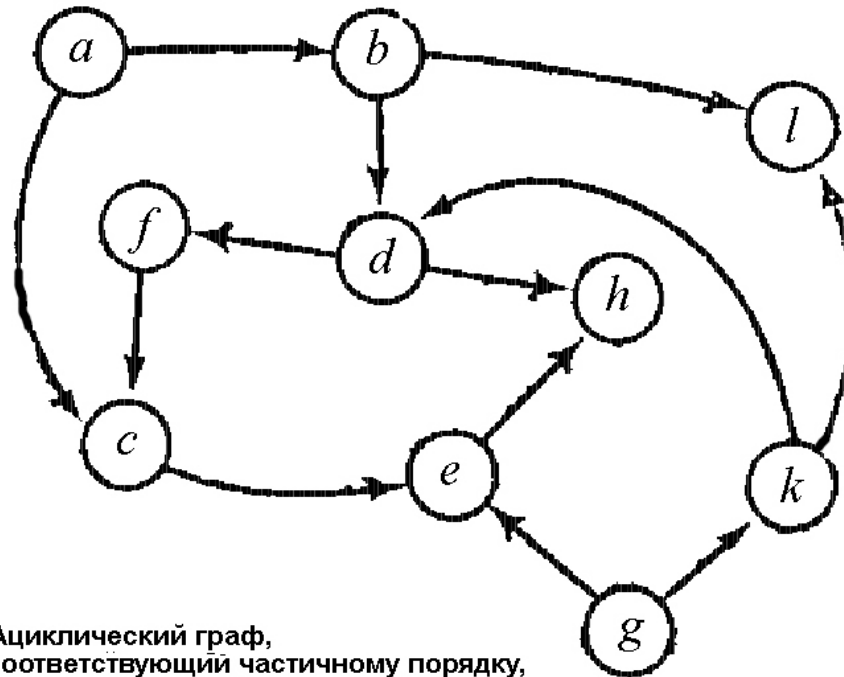 a
b
l
f
d
h
c
e
k
g
Ациклический граф,
соответствующий частичному порядку,